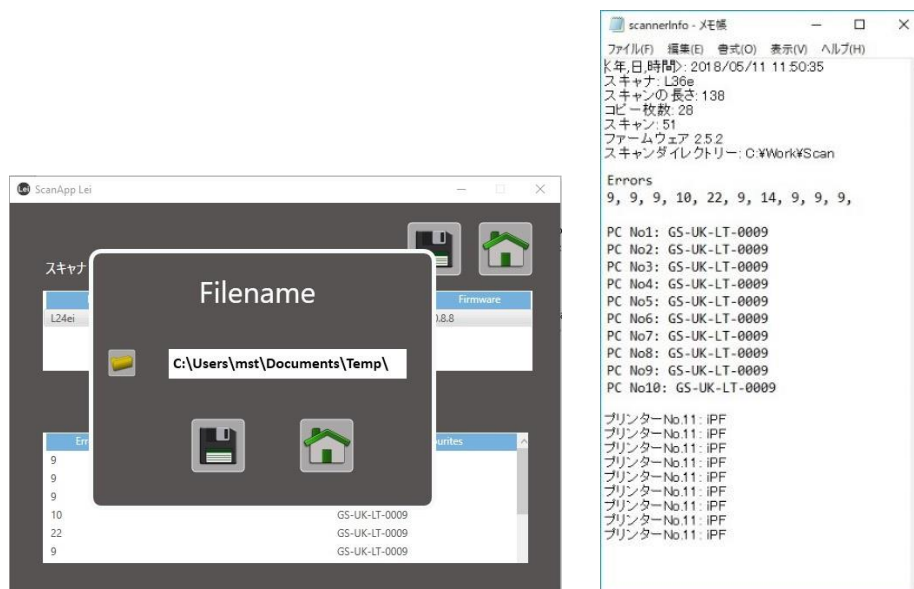 ScanApp Lei
スキャナ
Firmware
L24ei
0.8.8
Filename
C:\Users\mst\Documents\Temp\
9
9
9
10 GS-UK-LT-0009
22 GS-UK-LT-0009
9 GS-UK-LT-0009
scannerInfo - メモ帳
ファイル(F) 編集(E) 書式(O) 表示(V) ヘルプ(H)
<年,日,時間>: 2018/05/11 11:50:35
スキャナ: L36e
スキャンの長さ: 138
コピー枚数: 28
スキャン: 51
ファームウェア 2.5.2
スキャンダイレクトリー: C:¥Work¥Scan
Errors
9, 9, 9, 10, 22, 9, 14, 9, 9, 9,
PC No1: GS-UK-LT-0009
PC No2: GS-UK-LT-0009
PC No3: GS-UK-LT-0009
PC No4: GS-UK-LT-0009
PC No5: GS-UK-LT-0009
PC No6: GS-UK-LT-0009
PC No7: GS-UK-LT-0009
PC No8: GS-UK-LT-0009
PC No9: GS-UK-LT-0009
PC No10: GS-UK-LT-0009
プリンターNo.11: iPF
プリンターNo.11: iPF
プリンターNo.11: iPF
プリンターNo.11: iPF
プリンターNo.11: iPF
プリンターNo.11: iPF
プリンターNo.11: iPF
プリンターNo.11: iPF
プリンターNo.11: iPF